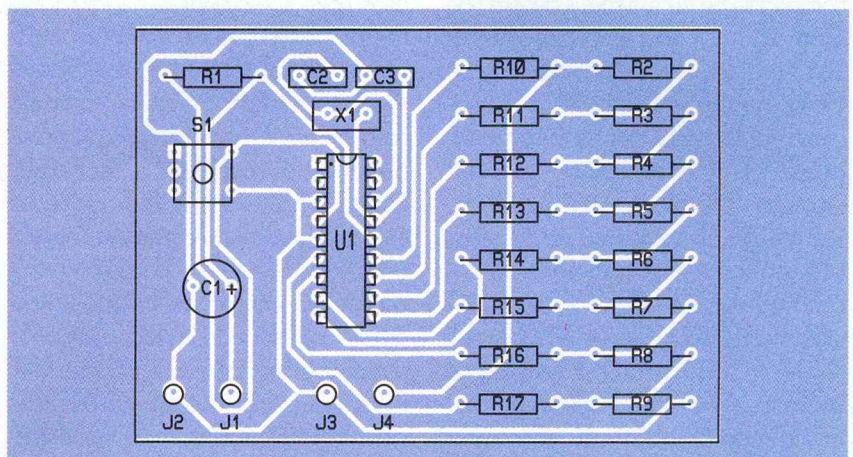 R1 C2 C3 R10 R2
X1 R11 R3
S1
R12 R4
R13 R5
U1
R14 R6
C1+
R15 R7
R16 R8
R17 R9
J2 J1 J3 J4